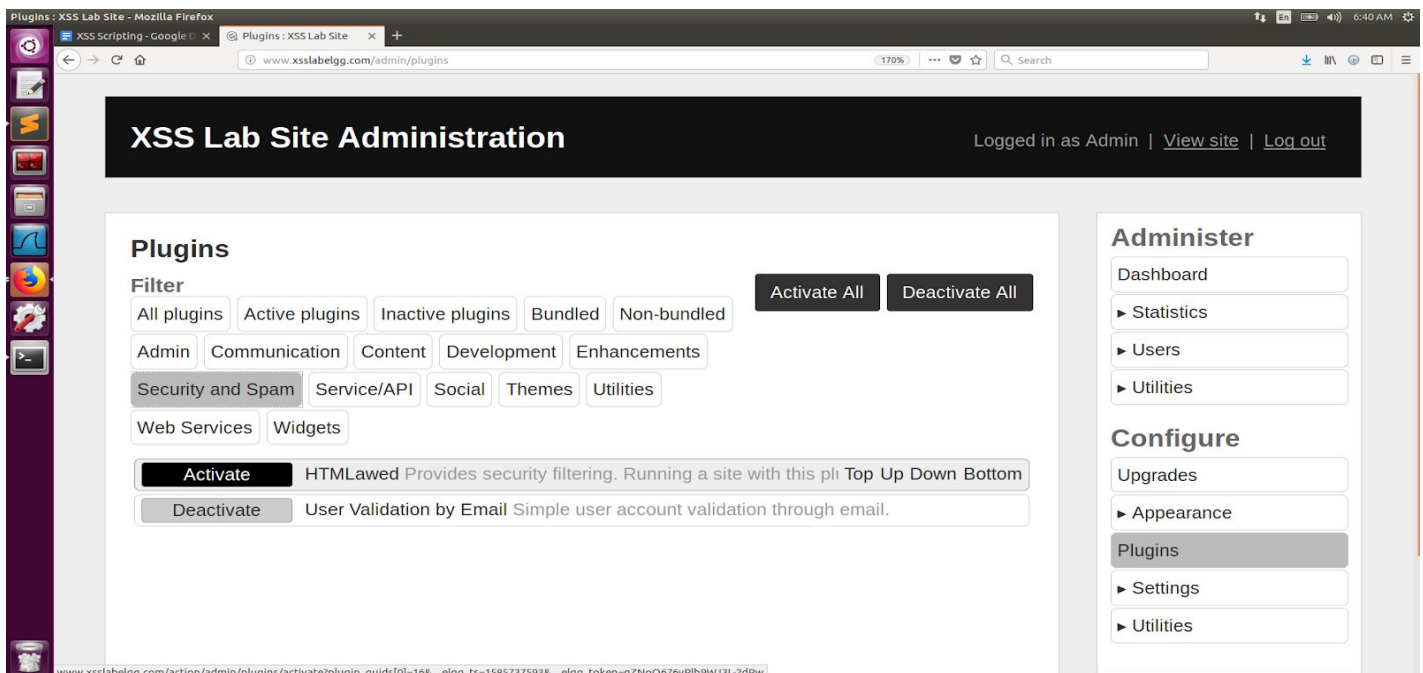 Plugins : XSS Lab Site - Mozilla Firefox
En 6:40 AM
XSS Scripting - Google D
Plugins : XSS Lab Site
www.xsslabelgg.com/admin/plugins
170%
Search
XSS Lab Site Administration
Logged in as Admin | View site | Log out
Plugins
Filter
Activate All Deactivate All
All plugins Active plugins Inactive plugins Bundled Non-bundled
Admin Communication Content Development Enhancements
Security and Spam Service/API Social Themes Utilities
Web Services Widgets
Activate HTMLawed Provides security filtering. Running a site with this plu Top Up Down Bottom
Deactivate User Validation by Email Simple user account validation through email.
Administer
Dashboard
▸ Statistics
▸ Users
▸ Utilities
Configure
Upgrades
▸ Appearance
Plugins
▸ Settings
▸ Utilities